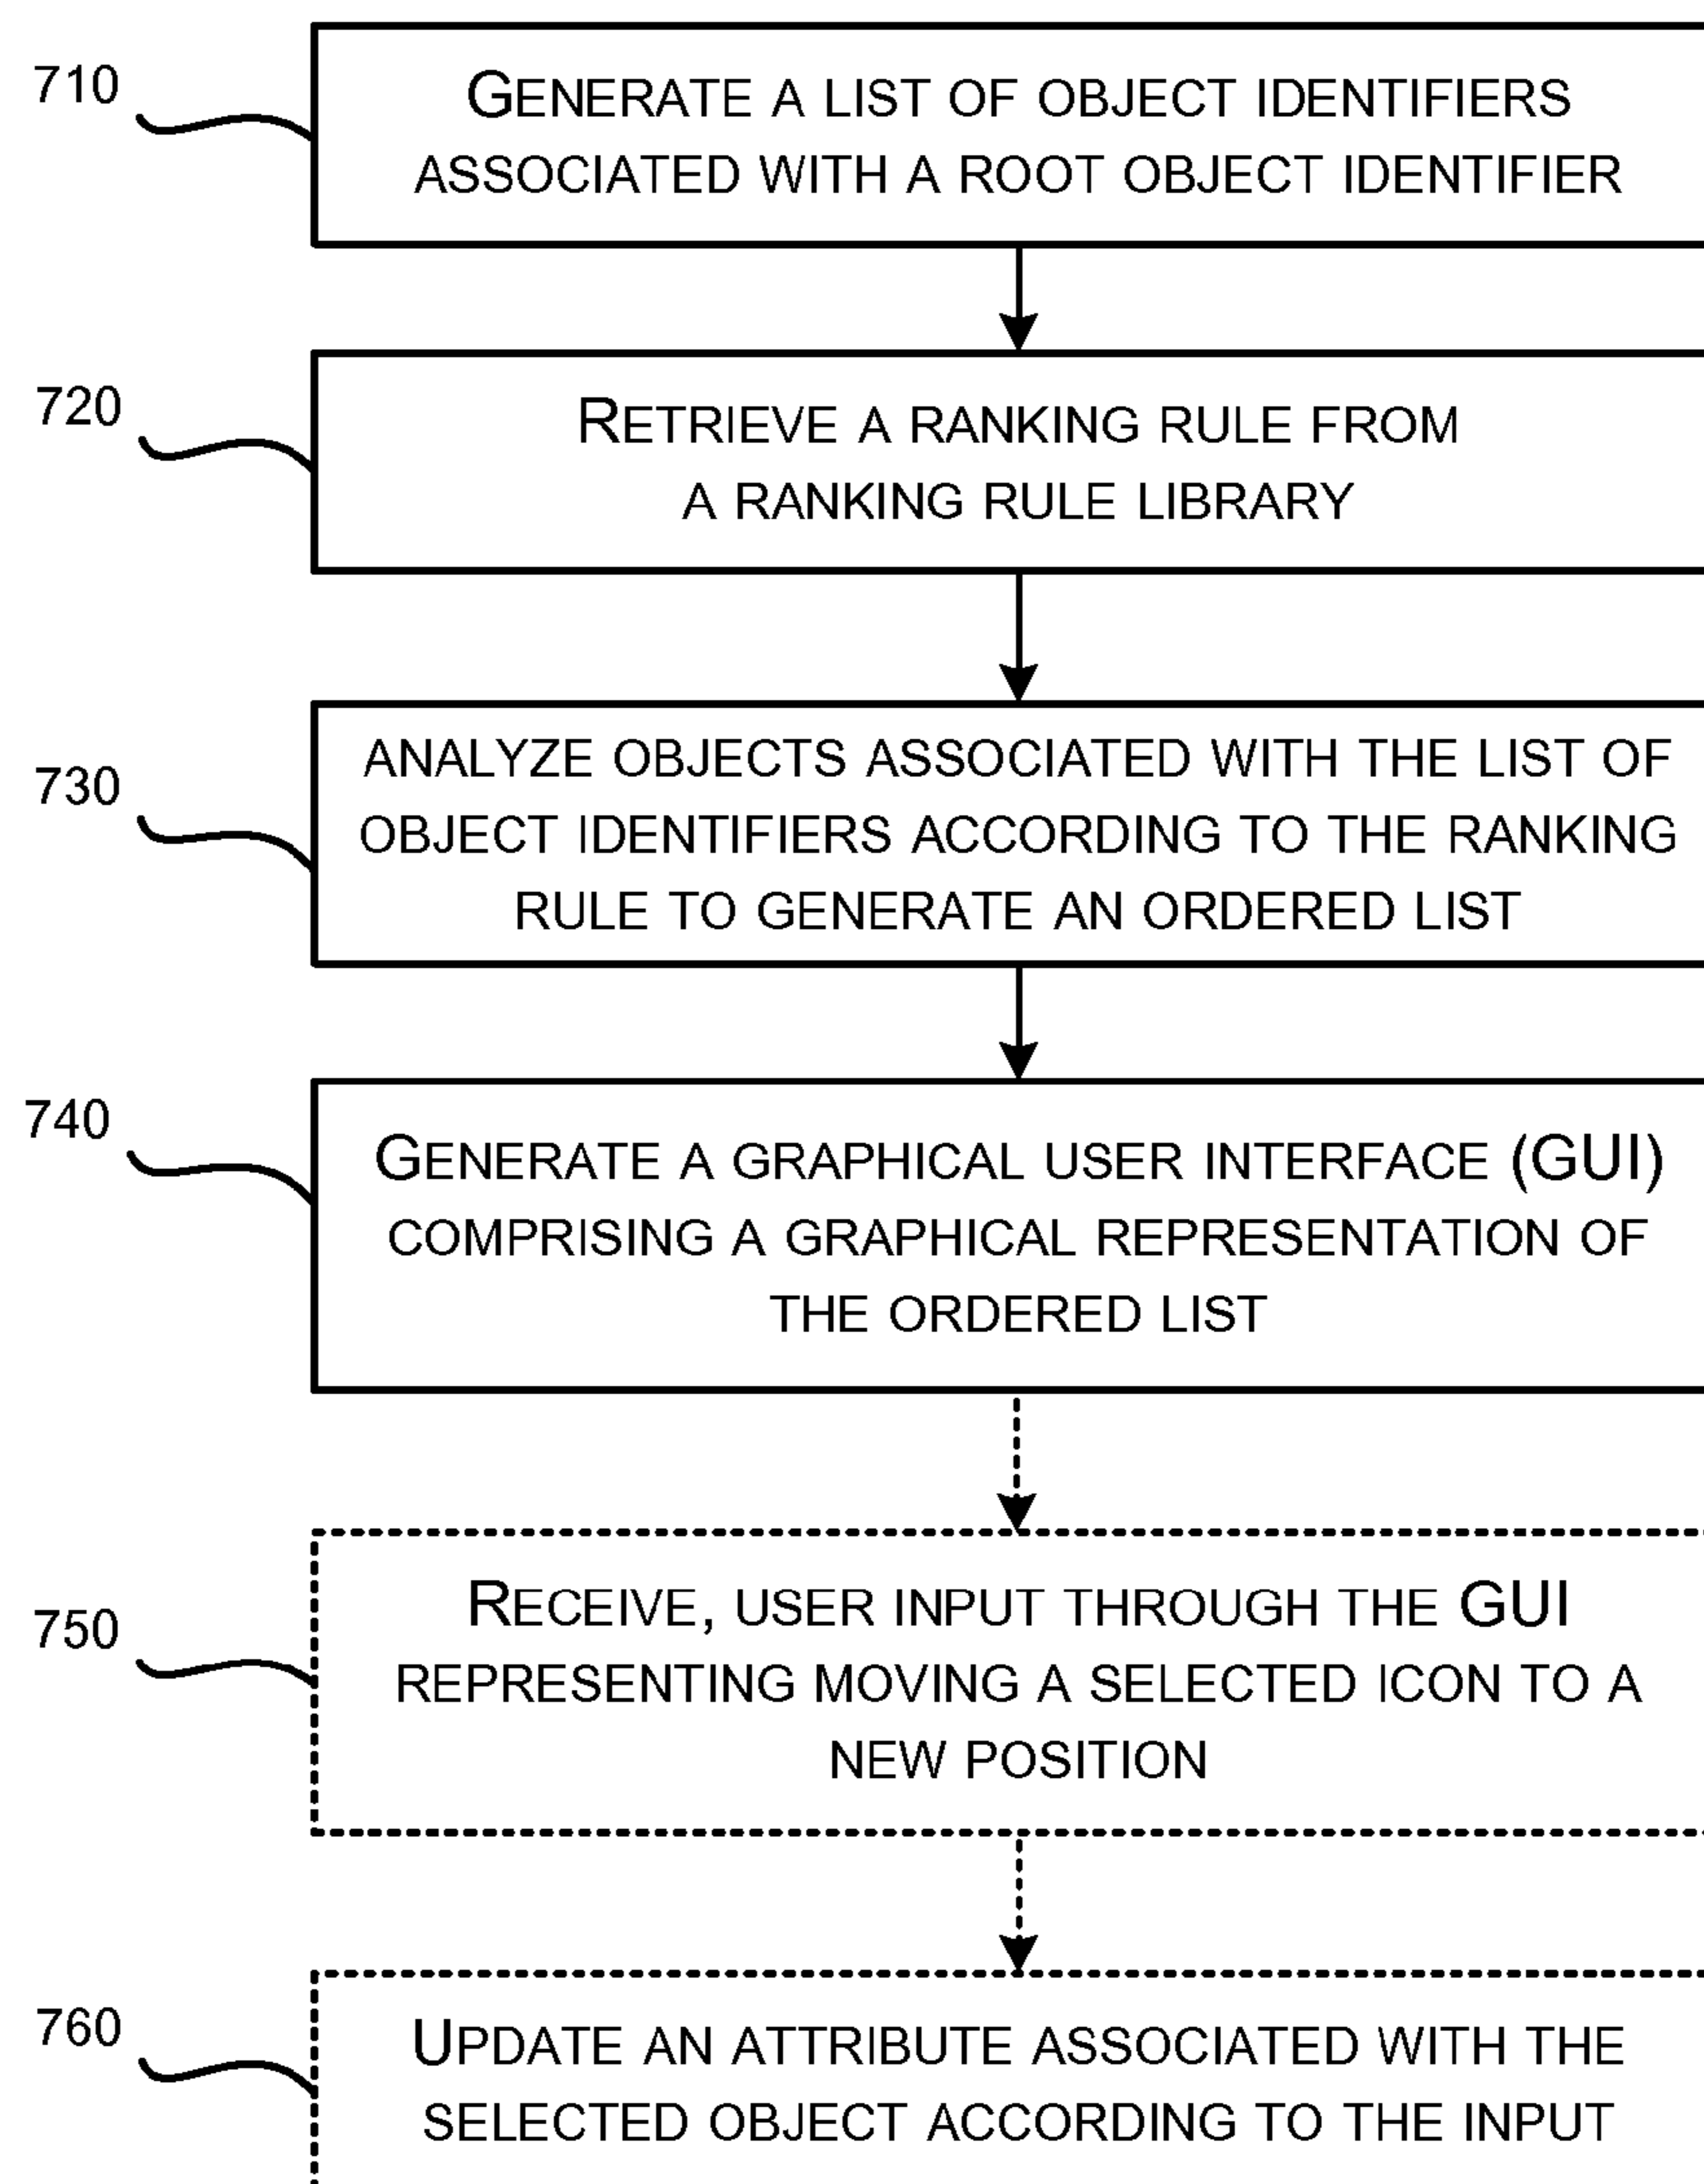 710
GENERATE A LIST OF OBJECT IDENTIFIERS
ASSOCIATED WITH A ROOT OBJECT IDENTIFIER
720
RETRIEVE A RANKING RULE FROM
A RANKING RULE LIBRARY
730
ANALYZE OBJECTS ASSOCIATED WITH THE LIST OF
OBJECT IDENTIFIERS ACCORDING TO THE RANKING
RULE TO GENERATE AN ORDERED LIST
740
GENERATE A GRAPHICAL USER INTERFACE (GUI)
COMPRISING A GRAPHICAL REPRESENTATION OF
THE ORDERED LIST
750
RECEIVE, USER INPUT THROUGH THE GUI
REPRESENTING MOVING A SELECTED ICON TO A
NEW POSITION
760
UPDATE AN ATTRIBUTE ASSOCIATED WITH THE
SELECTED OBJECT ACCORDING TO THE INPUT